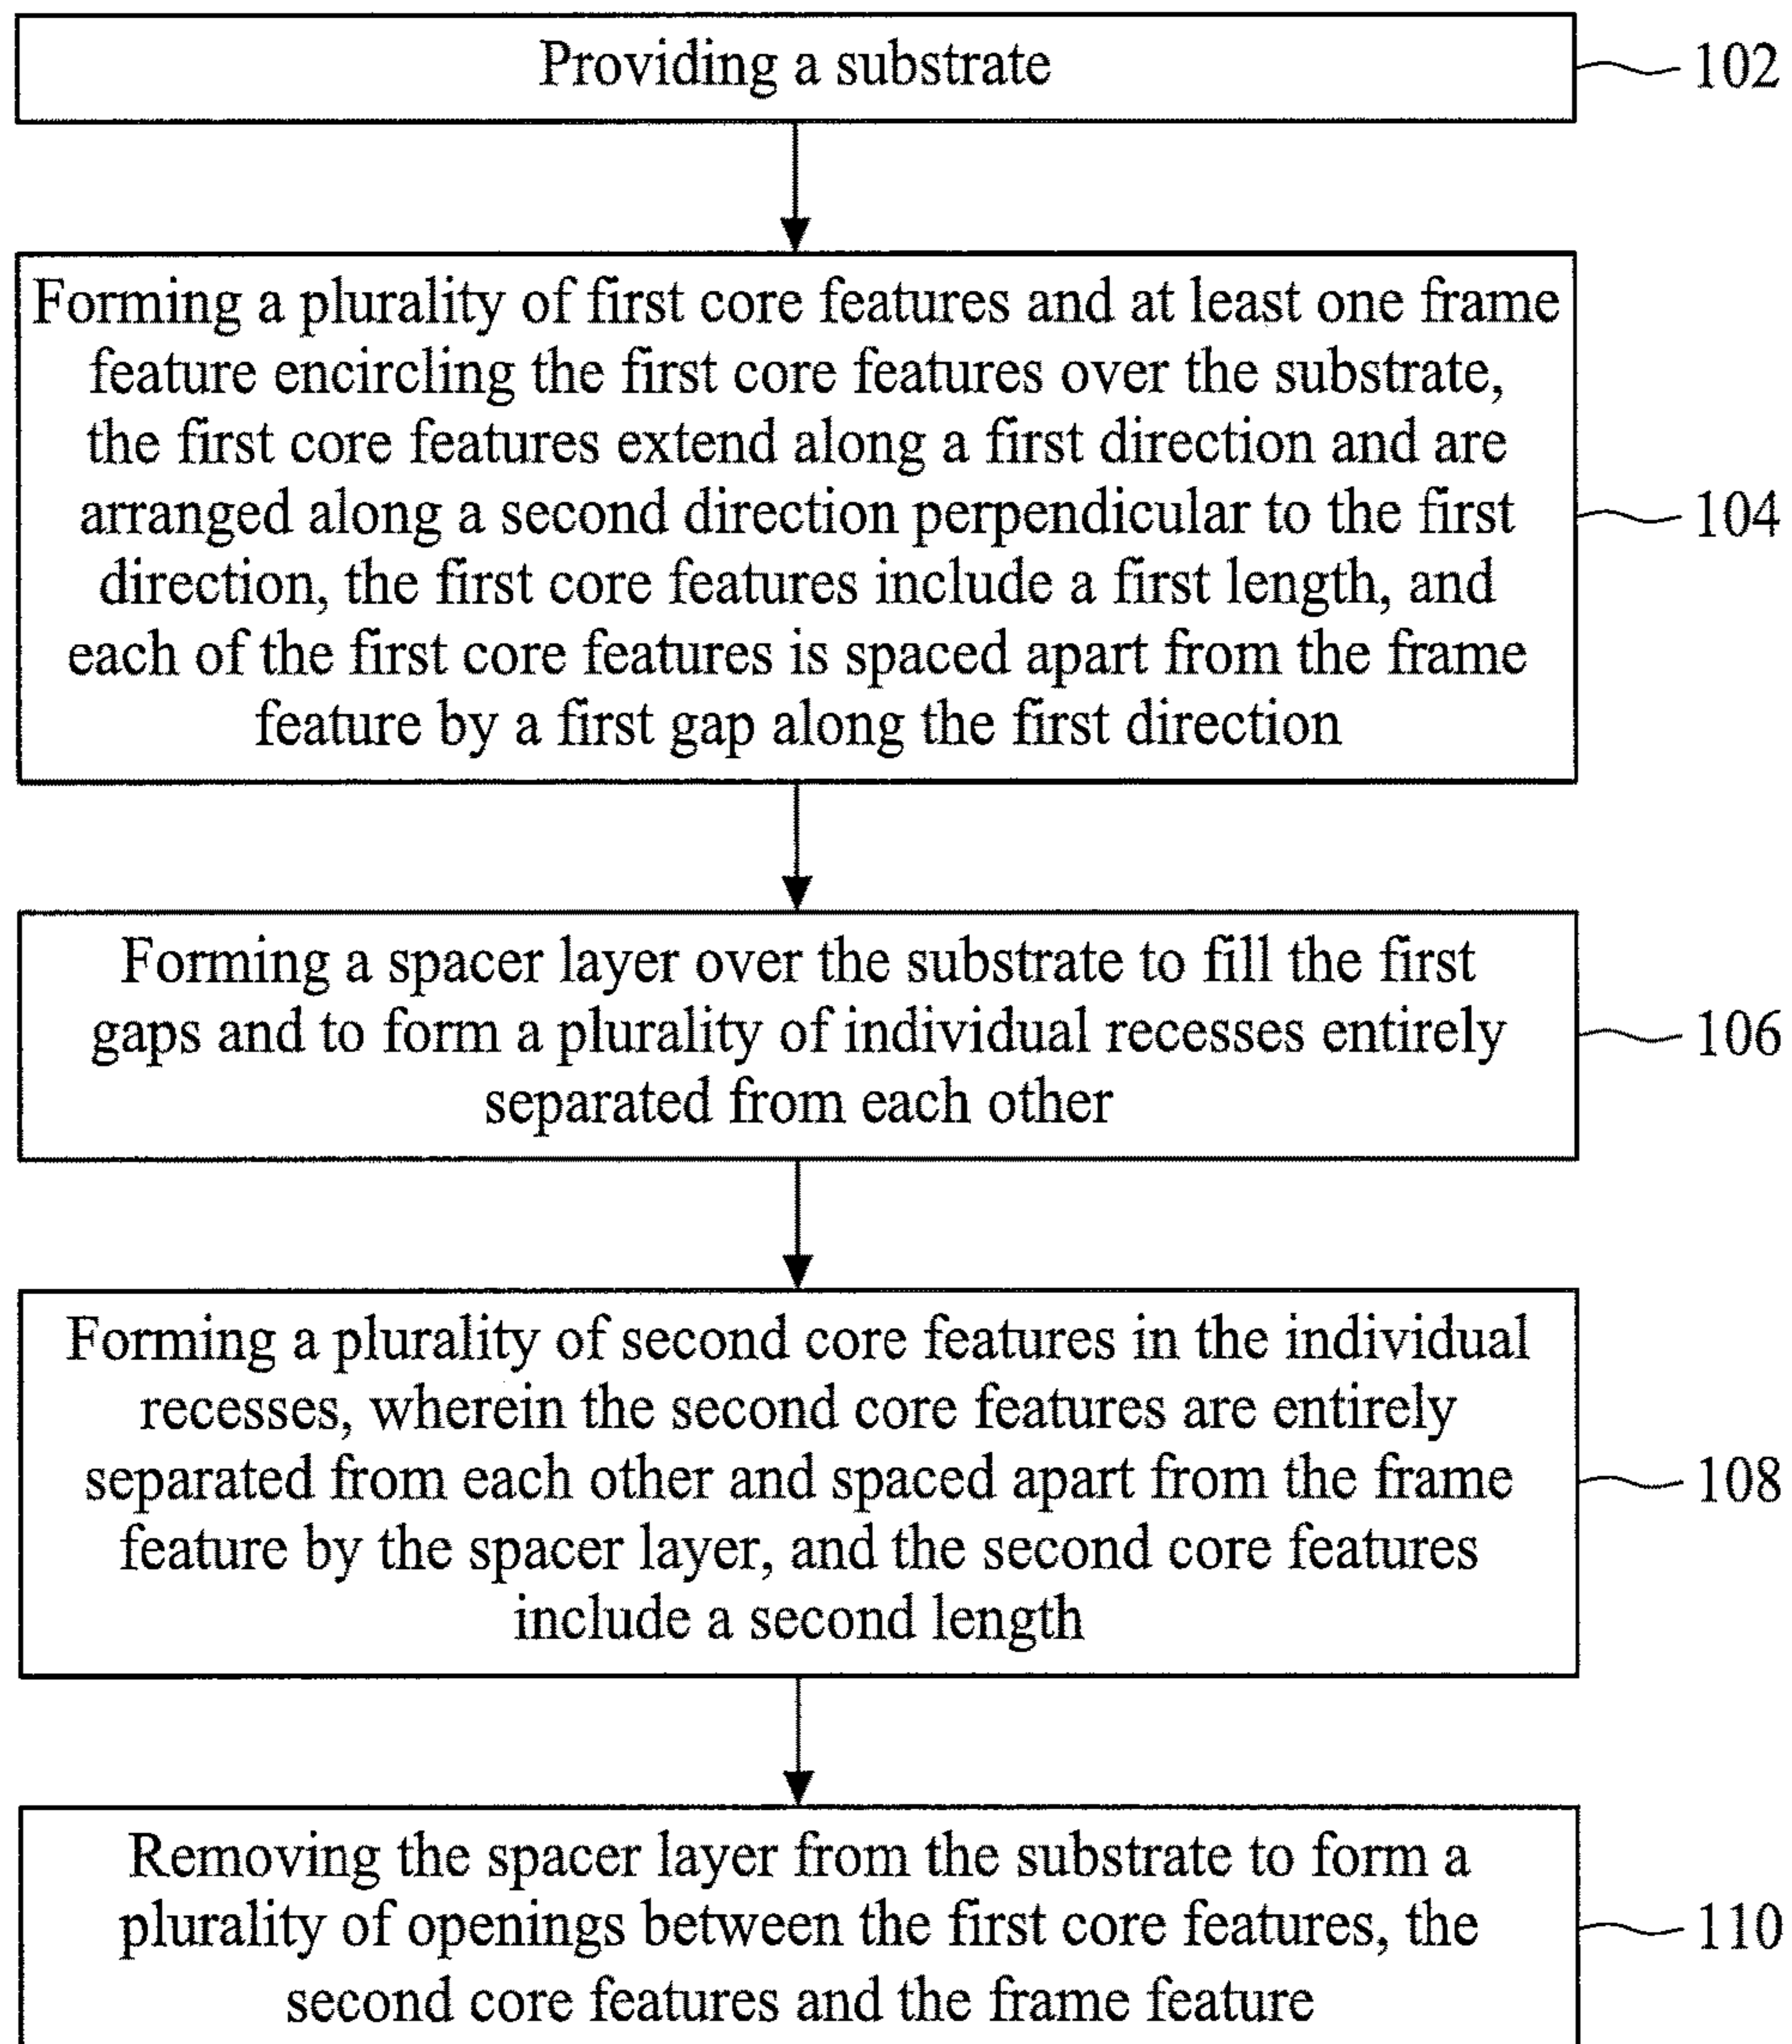 Providing a substrate
102
Forming a plurality of first core features and at least one frame
feature encircling the first core features over the substrate,
the first core features extend along a first direction and are
arranged along a second direction perpendicular to the first
direction, the first core features include a first length, and
each of the first core features is spaced apart from the frame
feature by a first gap along the first direction
104
Forming a spacer layer over the substrate to fill the first
gaps and to form a plurality of individual recesses entirely
separated from each other
106
Forming a plurality of second core features in the individual
recesses, wherein the second core features are entirely
separated from each other and spaced apart from the frame
feature by the spacer layer, and the second core features
include a second length
108
Removing the spacer layer from the substrate to form a
plurality of openings between the first core features, the
second core features and the frame feature
110